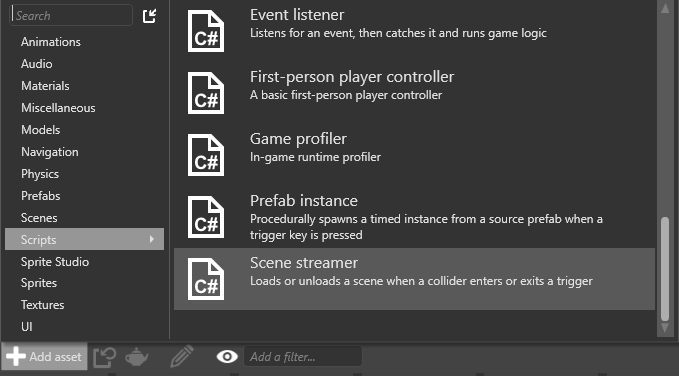 Search
Animations
Audio
Materials
Miscellaneous
Models
Navigation
Physics
Prefabs
Scenes
Scripts
Sprite Studio
Sprites
Textures
UI
C#
Event listener
Listens for an event, then catches it and runs game logic
C#
First-person player controller
A basic first-person player controller
C#
Game profiler
In-game runtime profiler
C#
Prefab instance
Procedurally spawns a timed instance from a source prefab when a
trigger key is pressed
C#
Scene streamer
Loads or unloads a scene when a collider enters or exits a trigger
Add asset
Add a filter...